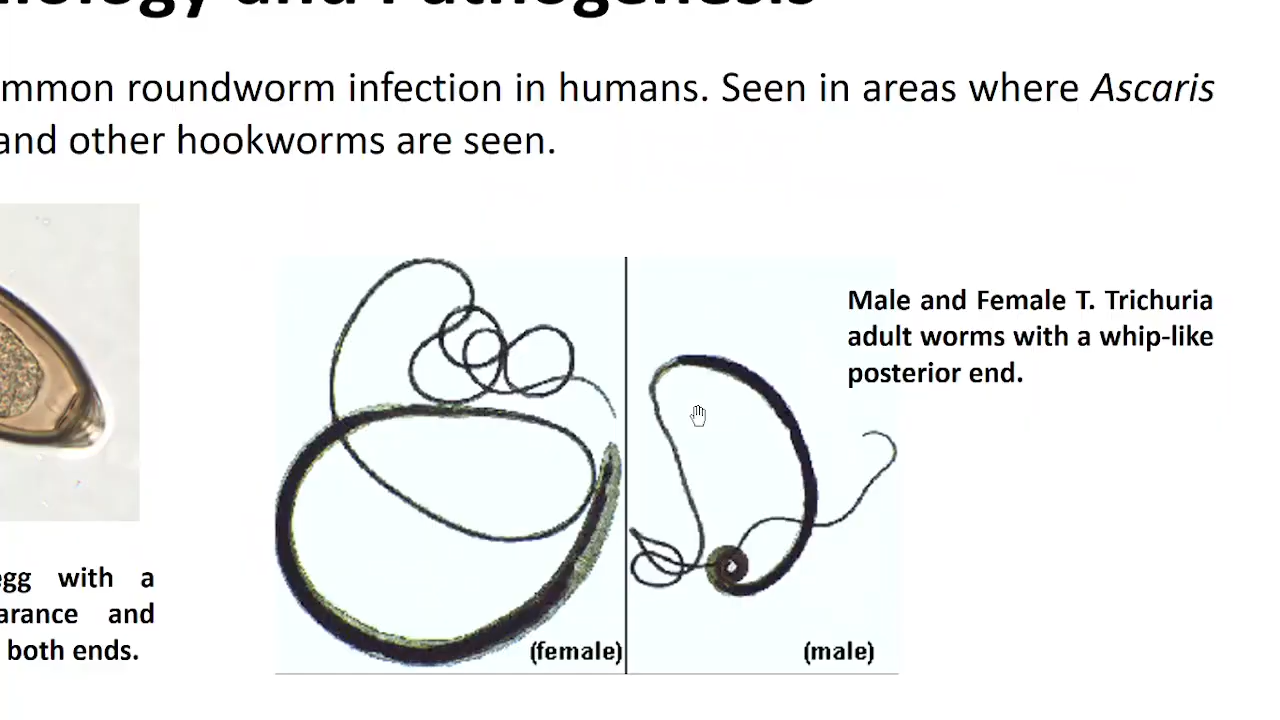 and Pathogenesis
mmon roundworm infection in humans. Seen in areas where Ascaris
and other hookworms are seen.
Male and Female T. Trichuria
adult worms with a whip-like
posterior end.
egg with a
arance and
both ends.
(female)
(male)